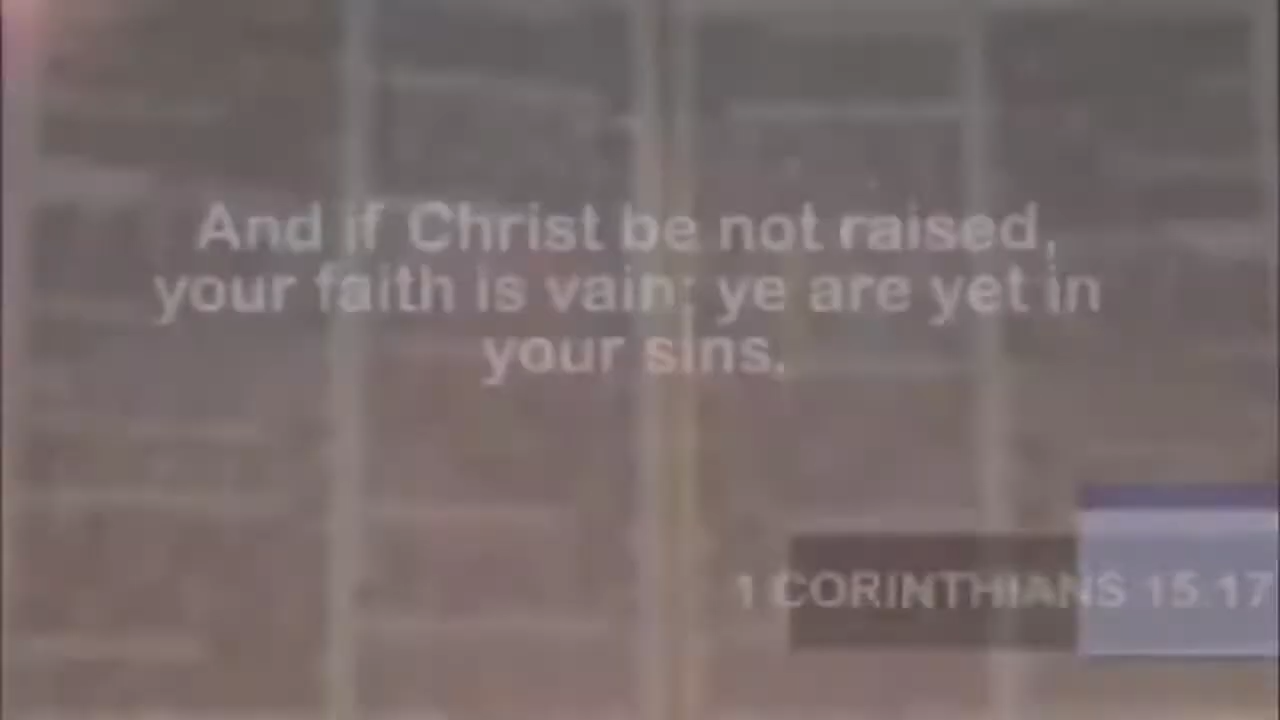 And if Christ be not raised,
your faith is vain; ye are yet in
your sins.
1 CORINTHIANS 15:17